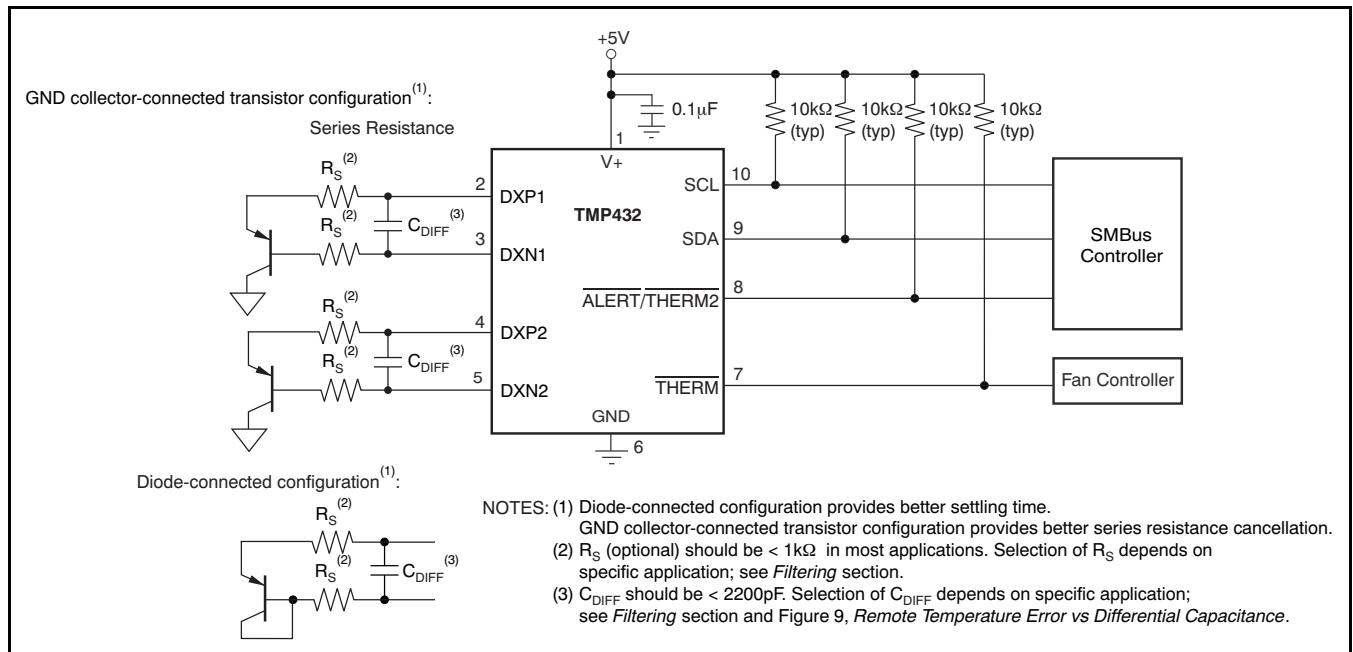 +5V
GND collector-connected transistor configuration(1):
Series Resistance
0.1μF
10kΩ
(typ)
10kΩ
(typ)
10kΩ
(typ)
10kΩ
(typ)
1
V+
RS(2)
2
DXP1
CDIFF(3)
RS(2)
3
DXN1
TMP432
10
SCL
9
SDA
SMBus
Controller
8
ALERT/THERM2
RS(2)
4
DXP2
CDIFF(3)
RS(2)
5
DXN2
7
THERM
Fan Controller
GND
6
Diode-connected configuration(1):
RS(2)
CDIFF(3)
RS(2)
NOTES: (1) Diode-connected configuration provides better settling time.
GND collector-connected transistor configuration provides better series resistance cancellation.
(2) RS (optional) should be < 1kΩ in most applications. Selection of RS depends on
specific application; see Filtering section.
(3) CDIFF should be < 2200pF. Selection of CDIFF depends on specific application;
see Filtering section and Figure 9, Remote Temperature Error vs Differential Capacitance.